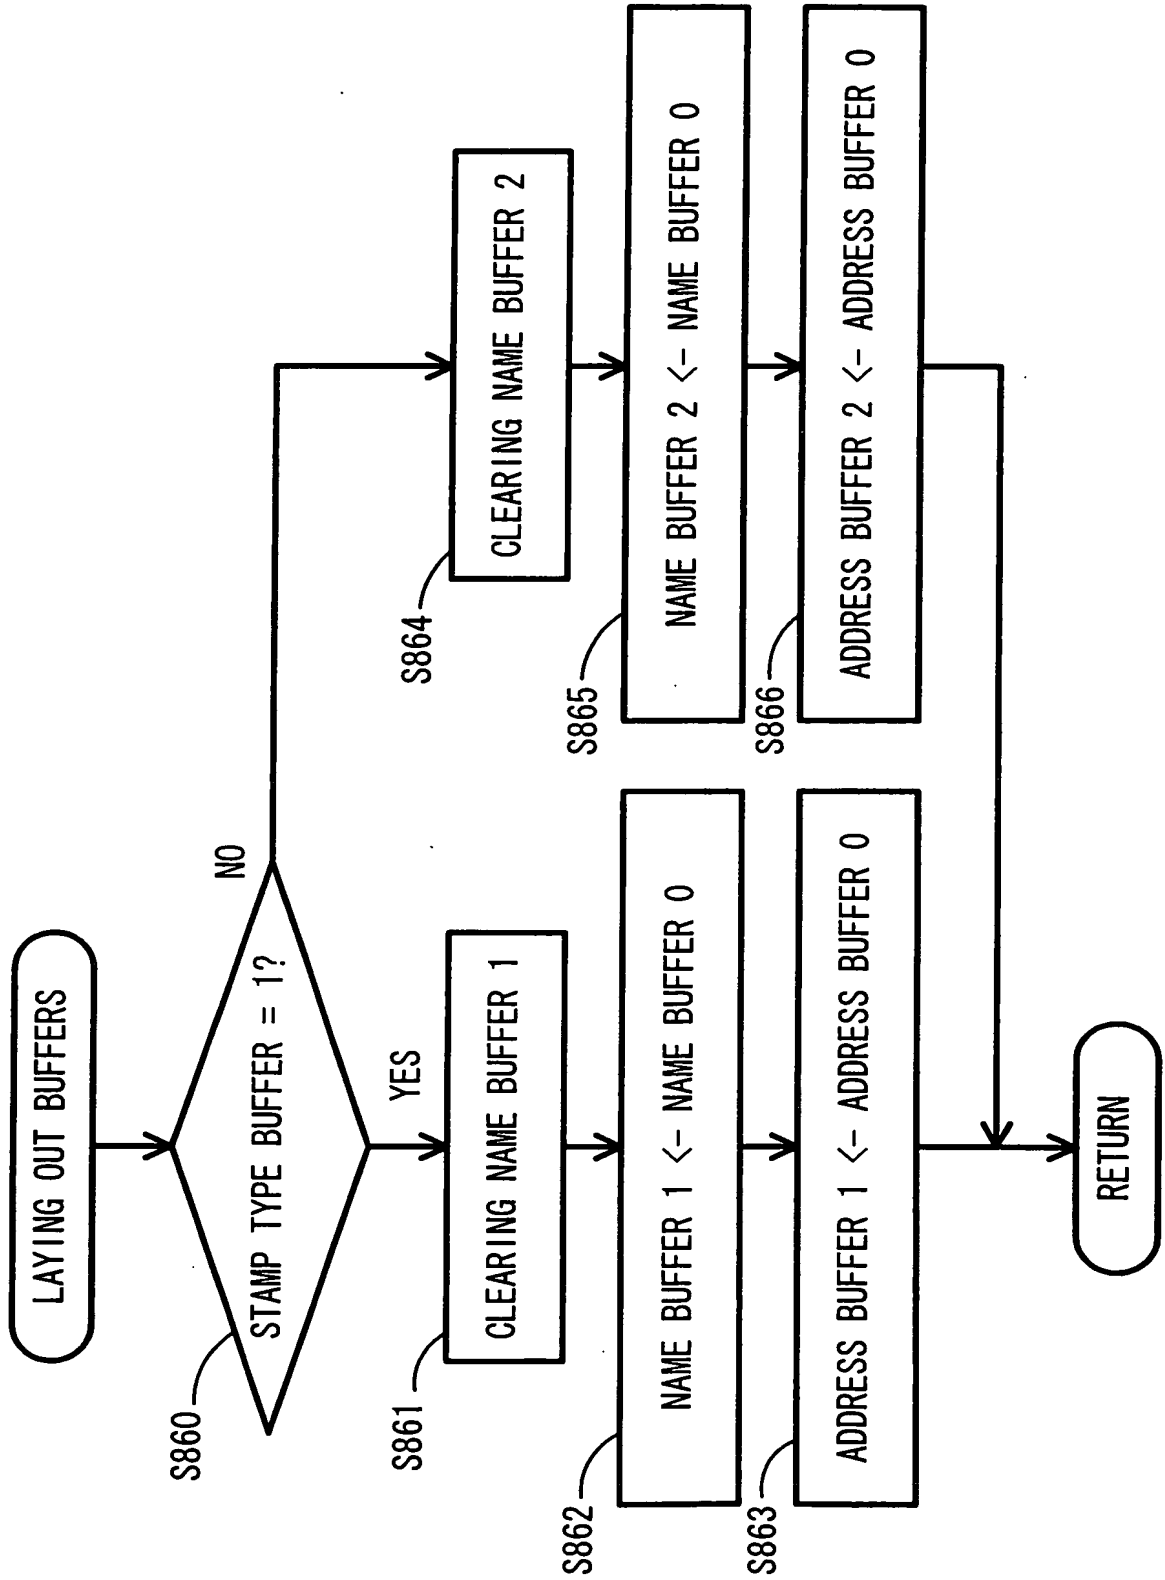 LAYING OUT BUFFERS
S860
STAMP TYPE BUFFER = 1?
NO
YES
S861
CLEARING NAME BUFFER 1
S862
NAME BUFFER 1 <- NAME BUFFER 0
S863
ADDRESS BUFFER 1 <- ADDRESS BUFFER 0
S864
CLEARING NAME BUFFER 2
S865
NAME BUFFER 2 <- NAME BUFFER 0
S866
ADDRESS BUFFER 2 <- ADDRESS BUFFER 0
RETURN